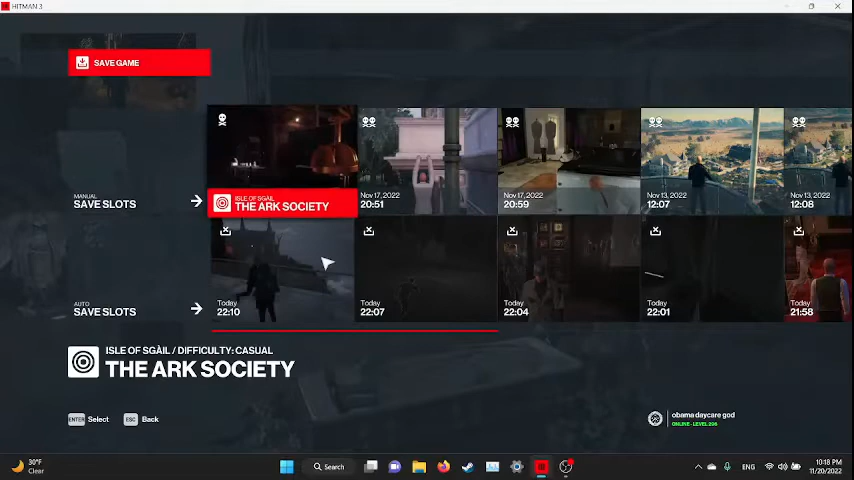 HITMAN 3
SAVE GAME
MANUAL
SAVE SLOTS
ISLE OF SGÀIL
THE ARK SOCIETY
Nov 17, 2022
20:51
Nov 17, 2022
20:59
Nov 13, 2022
12:07
Nov 13, 2022
12:08
AUTO
SAVE SLOTS
Today
22:10
Today
22:07
Today
22:04
Today
22:01
Today
21:58
ISLE OF SGÀIL / DIFFICULTY: CASUAL
THE ARK SOCIETY
ENTER Select
ESC Back
obama daycare god
ONLINE - LEVEL 296
30°F
Clear
Search
ENG
10:18 PM
11/20/2022